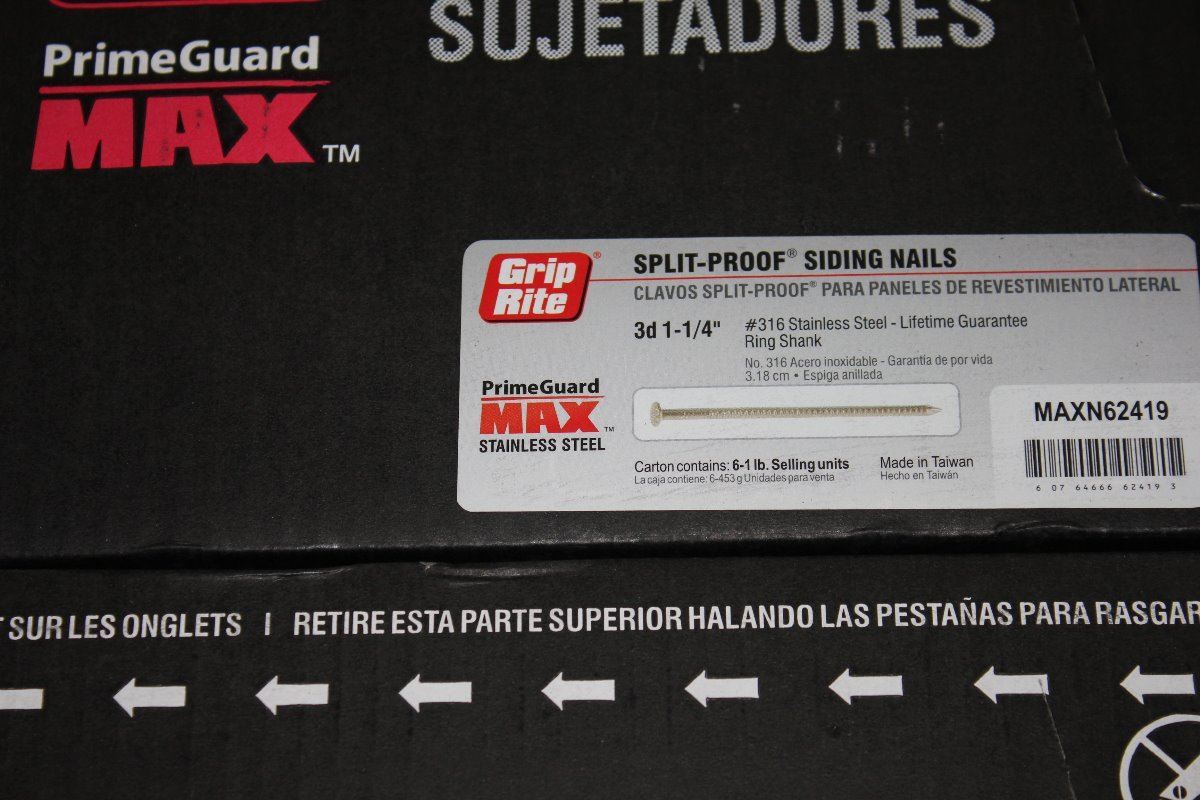 SUJETADORES
PrimeGuard
MAX™
Grip
Rite®
SPLIT-PROOF® SIDING NAILS
CLAVOS SPLIT-PROOF® PARA PANELES DE REVESTIMIENTO LATERAL
3d 1-1/4"
#316 Stainless Steel - Lifetime Guarantee
Ring Shank
No. 316 Acero inoxidable - Garantía de por vida
3.18 cm • Espiga anillada
PrimeGuard
MAX™
STAINLESS STEEL
MAXN62419
6 07 64666 62419 3
Carton contains: 6-1 lb. Selling units
La caja contiene: 6-453 g Unidades para venta
Made in Taiwan
Hecho en Taiwán
SUR LES ONGLETS | RETIRE ESTA PARTE SUPERIOR HALANDO LAS PESTAÑAS PARA RASGAR